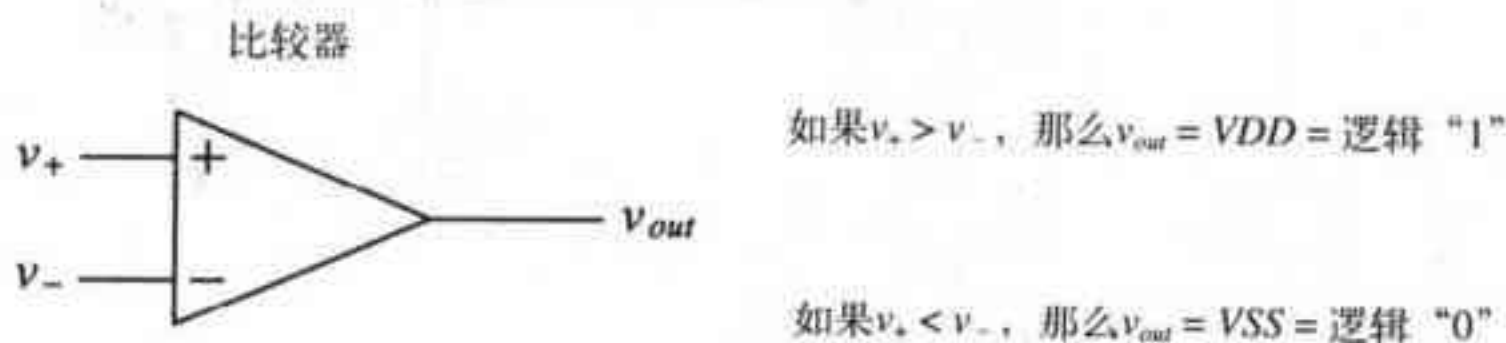 比较器
v₊
+
v₋
−
v_out
如果v₊ > v₋，那么v_out = VDD = 逻辑“1”
如果v₊ < v₋，那么v_out = VSS = 逻辑“0”